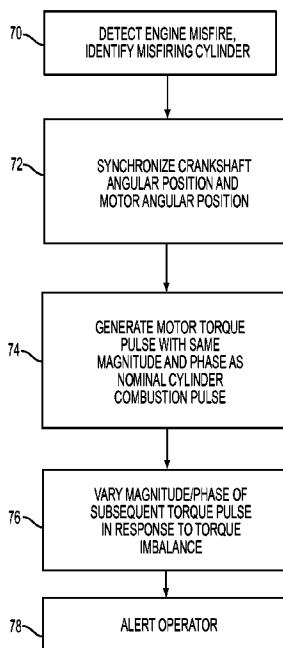 70
DETECT ENGINE MISFIRE,
IDENTIFY MISFIRING CYLINDER
72
SYNCHRONIZE CRANKSHAFT
ANGULAR POSITION AND
MOTOR ANGULAR POSITION
74
GENERATE MOTOR TORQUE
PULSE WITH SAME
MAGNITUDE AND PHASE AS
NOMINAL CYLINDER
COMBUSTION PULSE
76
VARY MAGNITUDE/PHASE OF
SUBSEQUENT TORQUE PULSE
IN RESPONSE TO TORQUE
IMBALANCE
78
ALERT OPERATOR